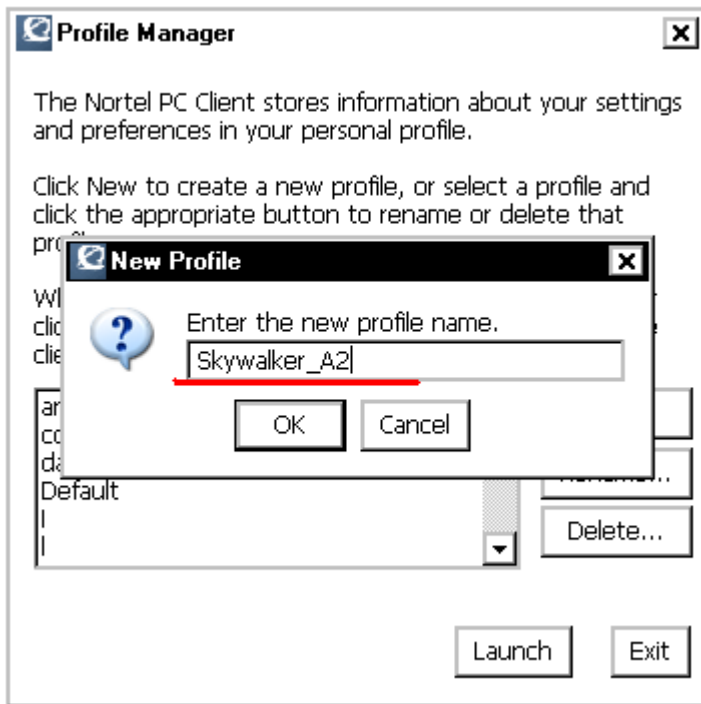 Profile Manager
The Nortel PC Client stores information about your settings
and preferences in your personal profile.
Click New to create a new profile, or select a profile and
click the appropriate button to rename or delete that
New Profile
Enter the new profile name.
Skywalker_A2
OK Cancel
Default
Delete...
Launch Exit